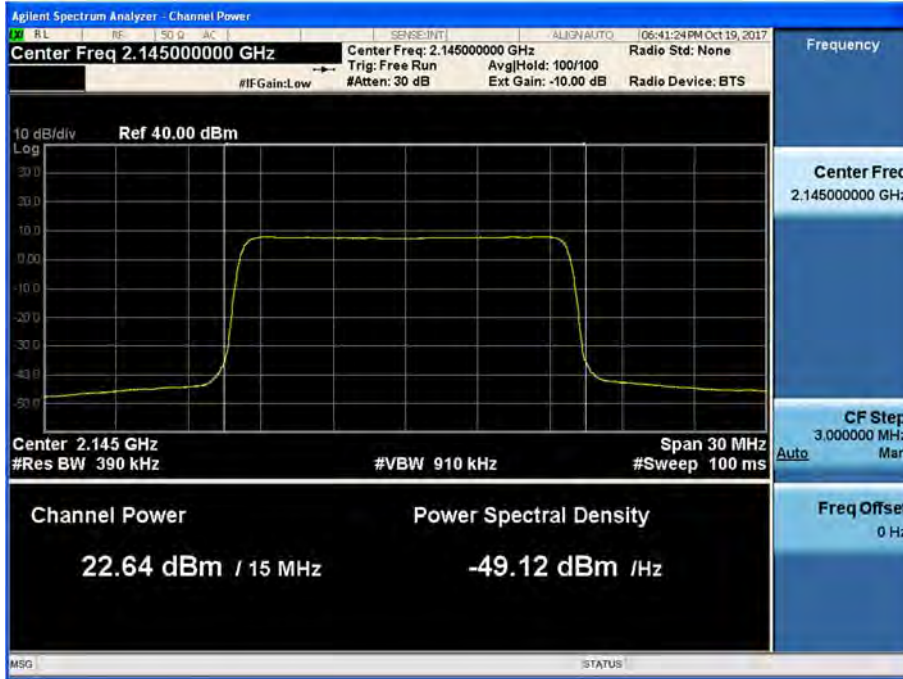 Agilent Spectrum Analyzer - Channel Power
RL RF 50 Ω AC SENSE:INT ALIGN AUTO 06:41:24 PM Oct 19, 2017
Center Freq 2.145000000 GHz
Center Freq: 2.145000000 GHz
Radio Std: None
Trig: Free Run Avg|Hold: 100/100
#IFGain:Low
#Atten: 30 dB Ext Gain: -10.00 dB Radio Device: BTS
10 dB/div Ref 40.00 dBm
Log
30.0
20.0
10.0
0.00
-10.0
-20.0
-30.0
-40.0
-50.0
Center 2.145 GHz Span 30 MHz
#Res BW 390 kHz #VBW 910 kHz #Sweep 100 ms
Channel Power Power Spectral Density
22.64 dBm / 15 MHz -49.12 dBm /Hz
MSG STATUS
Frequency
Center Freq
2.145000000 GHz
CF Step
3.000000 MHz
Auto Man
Freq Offset
0 Hz